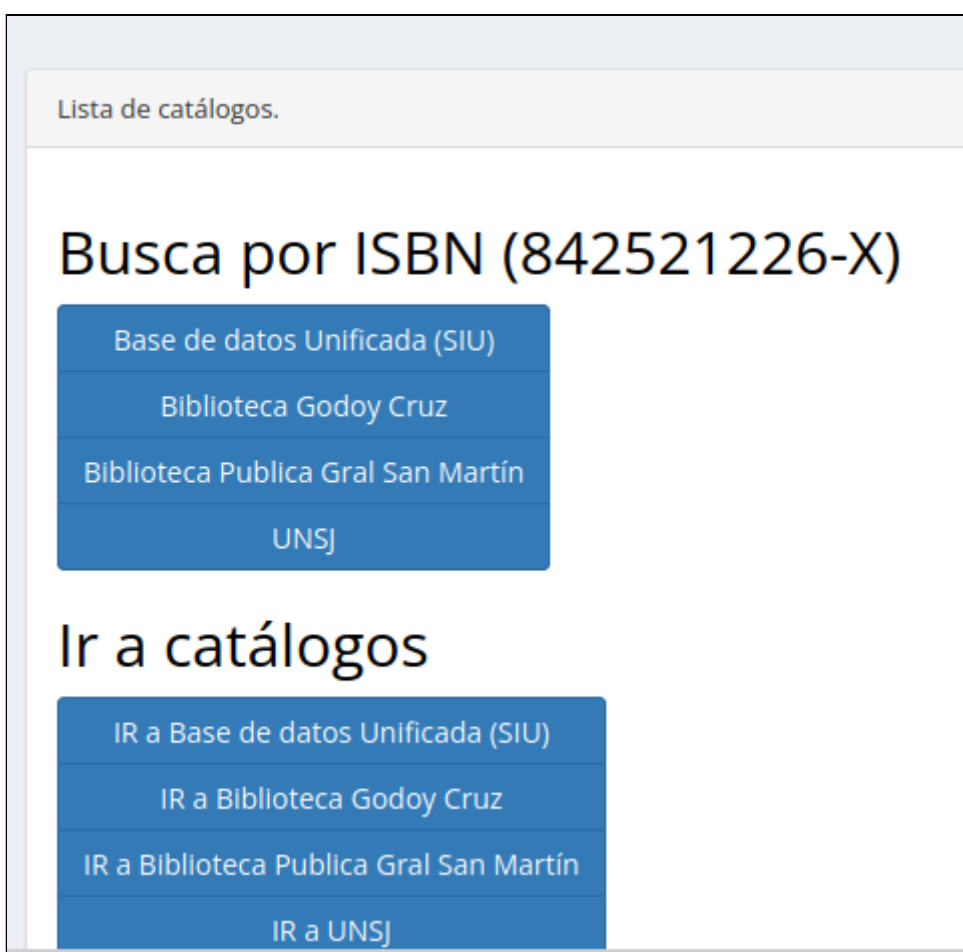 Lista de catálogos.
Busca por ISBN (842521226-X)
Base de datos Unificada (SIU)
Biblioteca Godoy Cruz
Biblioteca Publica Gral San Martín
UNSJ
Ir a catálogos
IR a Base de datos Unificada (SIU)
IR a Biblioteca Godoy Cruz
IR a Biblioteca Publica Gral San Martín
IR a UNSJ